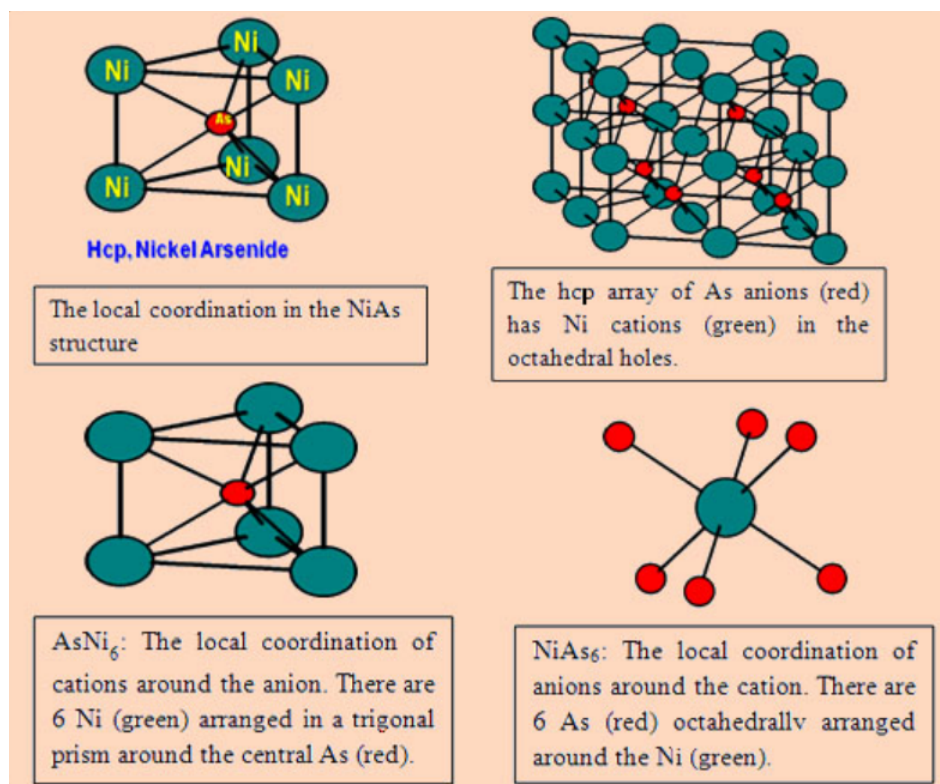 Ni
Ni
Ni
As
Ni
Ni
Ni
Hcp, Nickel Arsenide
The local coordination in the NiAs
structure
The hcp array of As anions (red)
has Ni cations (green) in the
octahedral holes.
AsNi6: The local coordination of
cations around the anion. There are
6 Ni (green) arranged in a trigonal
prism around the central As (red).
NiAs6: The local coordination of
anions around the cation. There are
6 As (red) octahedrallv arranged
around the Ni (green).